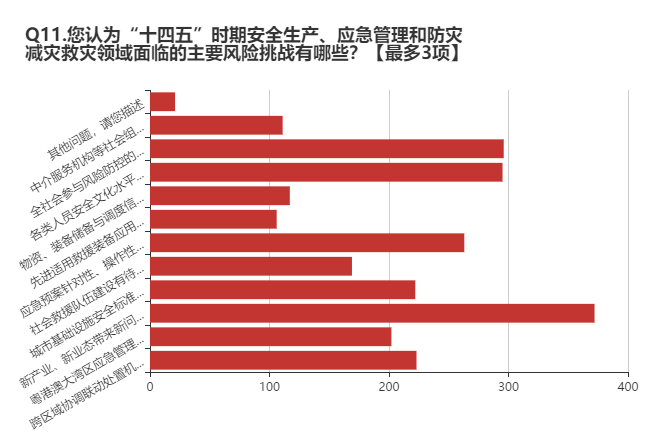 Q11.您认为“十四五”时期安全生产、应急管理和防灾
减灾救灾领域面临的主要风险挑战有哪些？【最多3项】
其他问题，请您描述
中介服务机构等社会组...
全社会参与风险防控的...
各类人员安全文化水平...
物资、装备储备与调度信...
先进适用救援装备应用...
应急预案针对性、操作性...
社会救援队伍建设有待...
城市基础设施安全标准...
新产业、新业态带来新问...
粤港澳大湾区应急管理...
跨区域协调联动处置机...
0 100 200 300 400